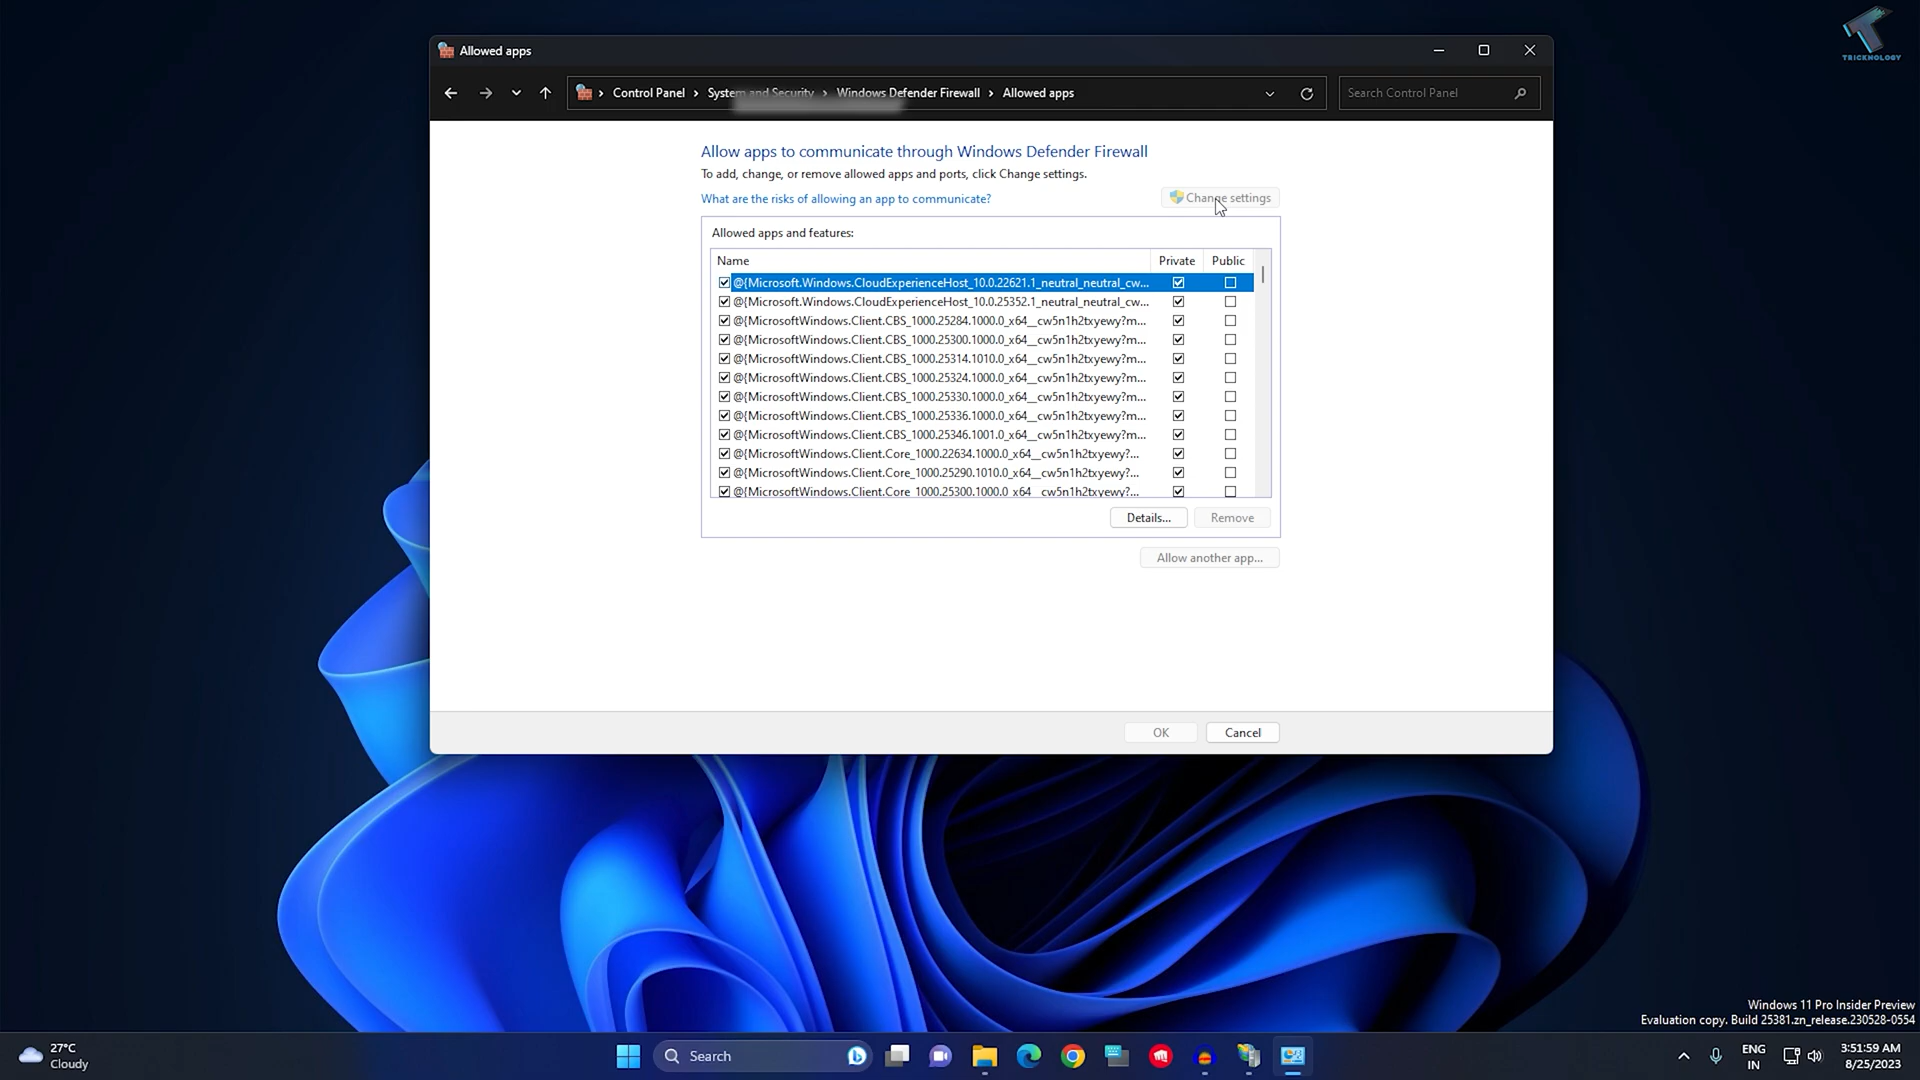 TRICKNOLOGY
Allowed apps
Control Panel
System and Security
Windows Defender Firewall
Allowed apps
Search Control Panel
Allow apps to communicate through Windows Defender Firewall
To add, change, or remove allowed apps and ports, click Change settings.
What are the risks of allowing an app to communicate?
Change settings
Allowed apps and features:
Name Private Public
@{Microsoft.Windows.CloudExperienceHost_10.0.22621.1_neutral_neutral_cw...
@{Microsoft.Windows.CloudExperienceHost_10.0.25352.1_neutral_neutral_cw...
@{MicrosoftWindows.Client.CBS_1000.25284.1000.0_x64__cw5n1h2txyewy?m...
@{MicrosoftWindows.Client.CBS_1000.25300.1000.0_x64__cw5n1h2txyewy?m...
@{MicrosoftWindows.Client.CBS_1000.25314.1010.0_x64__cw5n1h2txyewy?m...
@{MicrosoftWindows.Client.CBS_1000.25324.1000.0_x64__cw5n1h2txyewy?m...
@{MicrosoftWindows.Client.CBS_1000.25330.1000.0_x64__cw5n1h2txyewy?m...
@{MicrosoftWindows.Client.CBS_1000.25336.1000.0_x64__cw5n1h2txyewy?m...
@{MicrosoftWindows.Client.CBS_1000.25346.1001.0_x64__cw5n1h2txyewy?m...
@{MicrosoftWindows.Client.Core_1000.22634.1000.0_x64__cw5n1h2txyewy?...
@{MicrosoftWindows.Client.Core_1000.25290.1010.0_x64__cw5n1h2txyewy?...
@{MicrosoftWindows.Client.Core_1000.25300.1000.0_x64__cw5n1h2txyewy?...
Details... Remove
Allow another app...
OK Cancel
Windows 11 Pro Insider Preview
Evaluation copy. Build 25381.zn_release.230528-0554
27°C
Cloudy
Search
ENG
IN
3:51:59 AM
8/25/2023